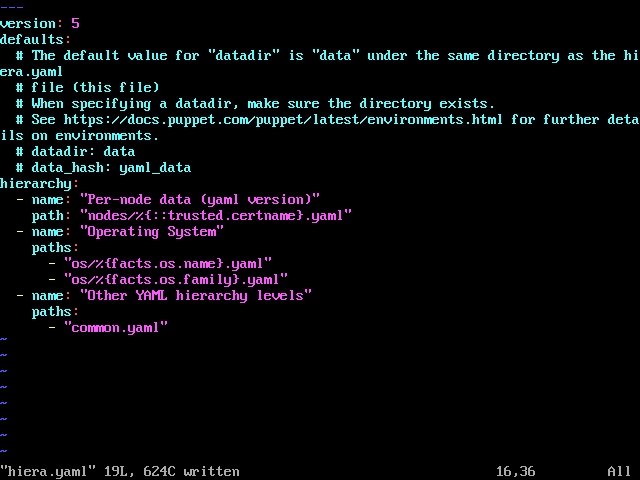 ---
version: 5
defaults:
  # The default value for "datadir" is "data" under the same directory as the hi
era.yaml
  # file (this file)
  # When specifying a datadir, make sure the directory exists.
  # See https://docs.puppet.com/puppet/latest/environments.html for further deta
ils on environments.
  # datadir: data
  # data_hash: yaml_data
hierarchy:
  - name: "Per-node data (yaml version)"
    path: "nodes/%{::trusted.certname}.yaml"
  - name: "Operating System"
    paths:
      - "os/%{facts.os.name}.yaml"
      - "os/%{facts.os.family}.yaml"
  - name: "Other YAML hierarchy levels"
    paths:
      - "common.yaml"
~
~
~
~
~
~
~
~
"hiera.yaml" 19L, 624C written 16,36 All